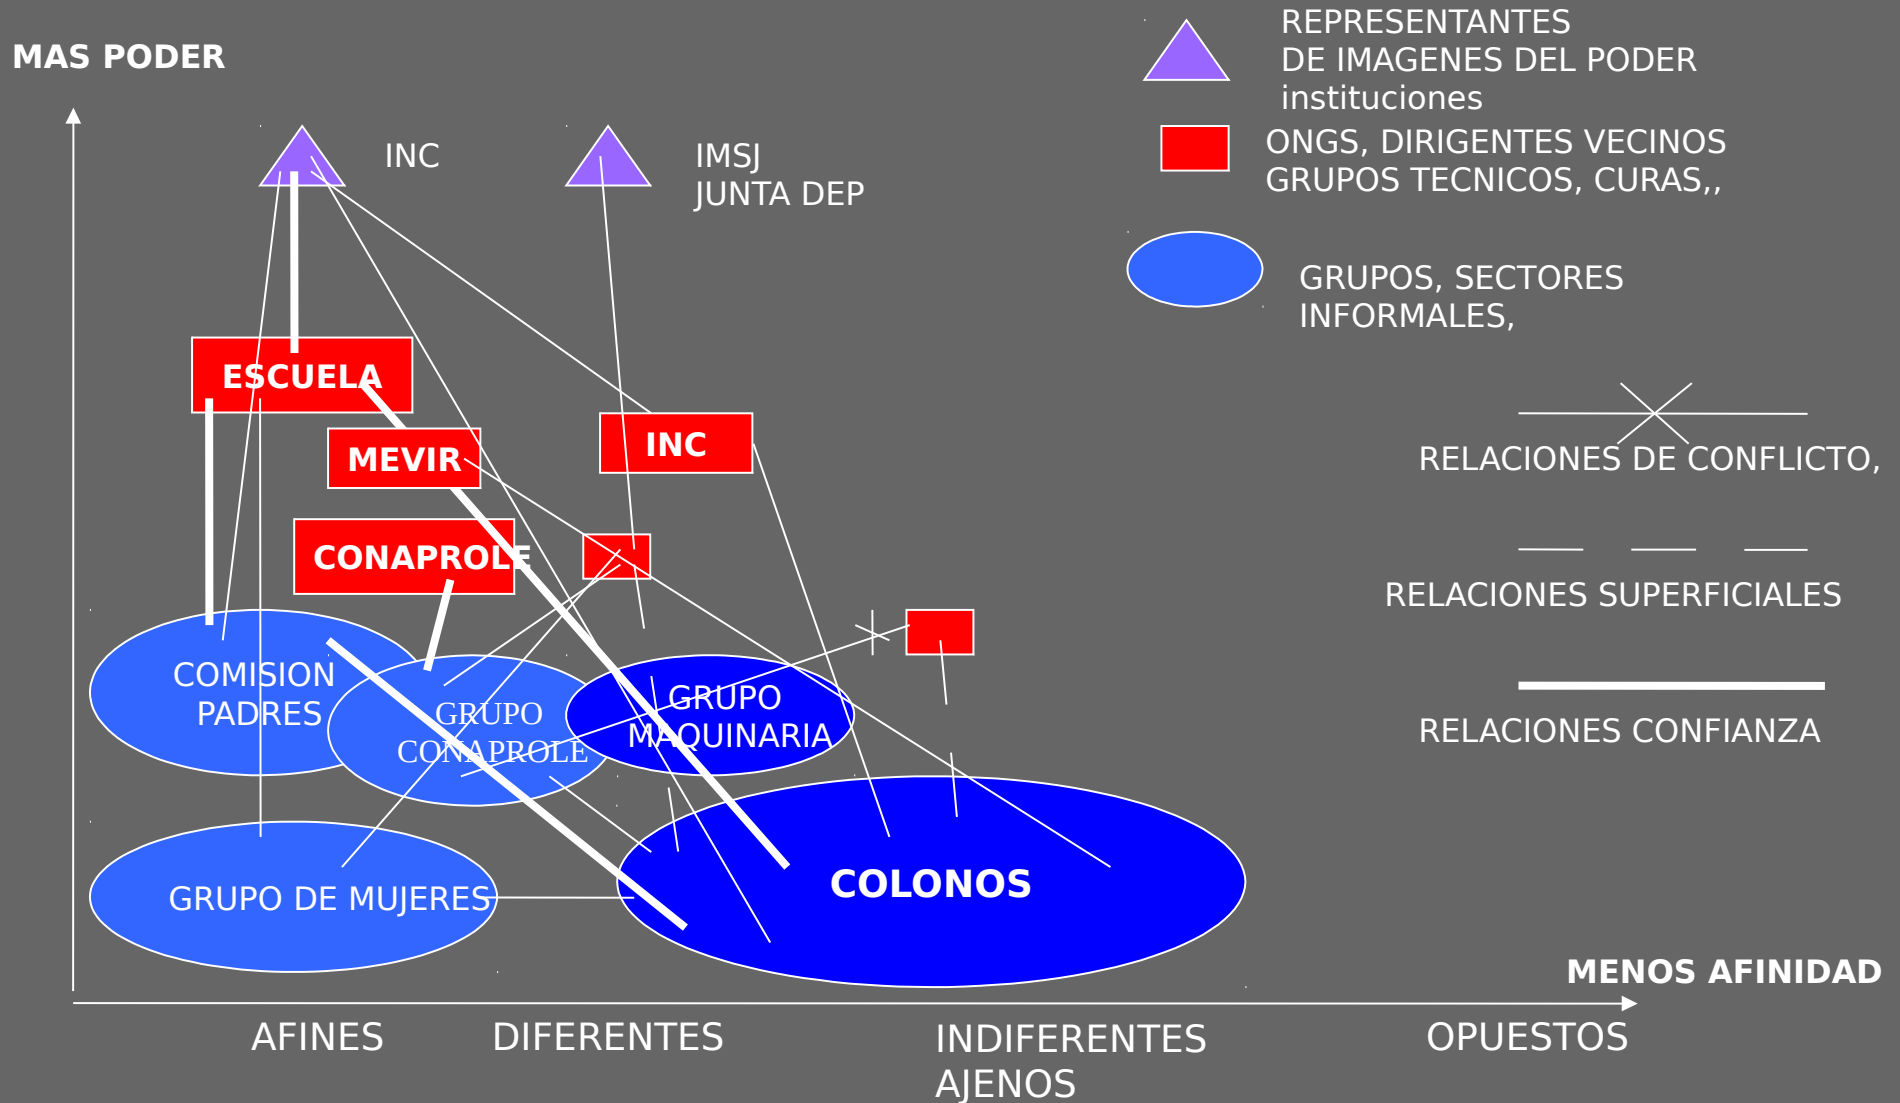 MAS PODER
REPRESENTANTES
DE IMAGENES DEL PODER
instituciones
ONGS, DIRIGENTES VECINOS
GRUPOS TECNICOS, CURAS,,
GRUPOS, SECTORES
INFORMALES,
RELACIONES DE CONFLICTO,
RELACIONES SUPERFICIALES
RELACIONES CONFIANZA
INC
IMSJ
JUNTA DEP
ESCUELA
MEVIR
INC
CONAPROLE
COMISION
PADRES
GRUPO
CONAPROLE
GRUPO
MAQUINARIA
GRUPO DE MUJERES
COLONOS
MENOS AFINIDAD
AFINES
DIFERENTES
INDIFERENTES
AJENOS
OPUESTOS